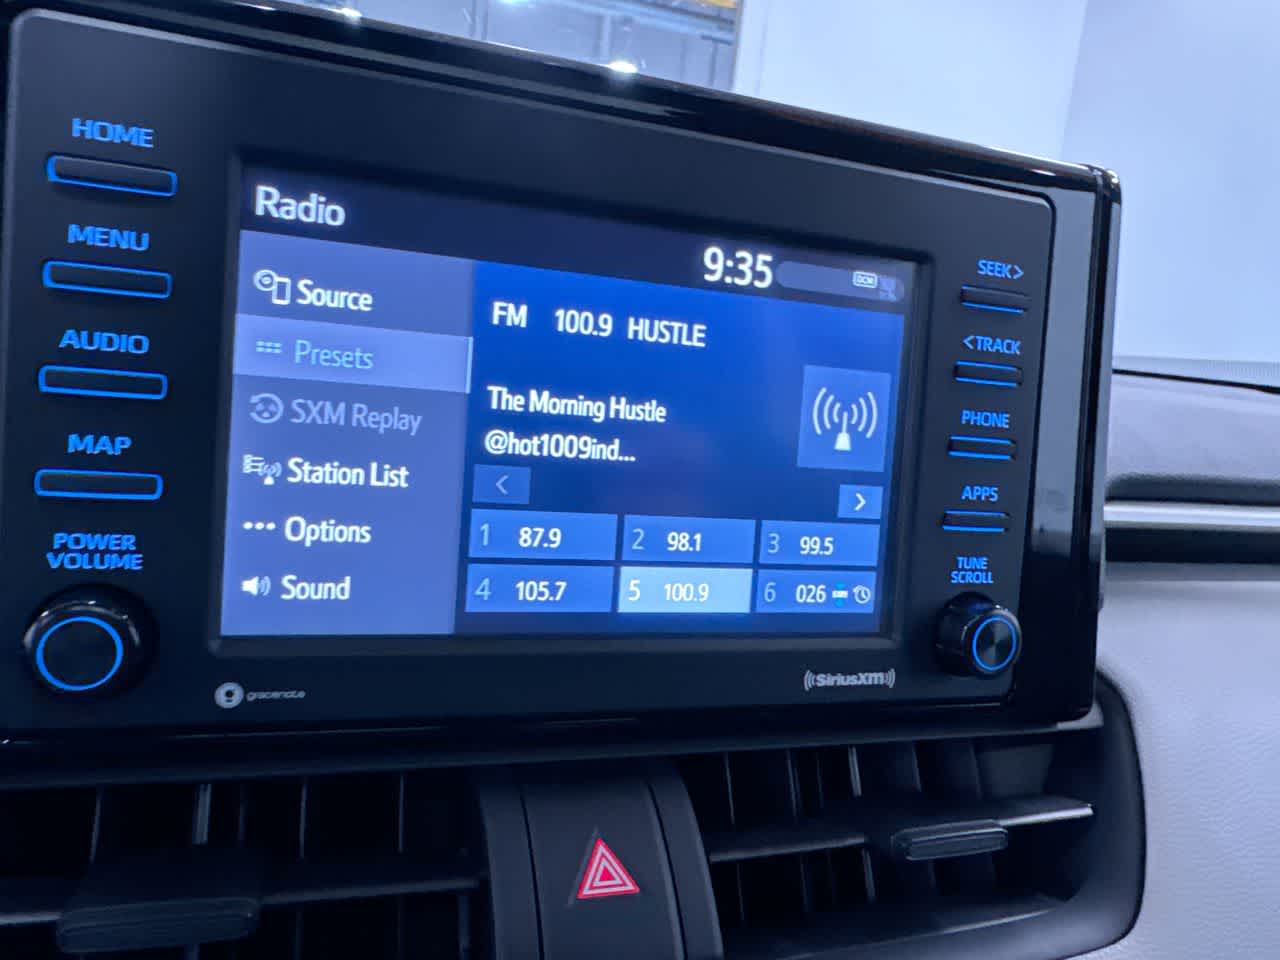 HOME
MENU
AUDIO
MAP
POWER
VOLUME
Radio
9:35
DCM
Source
Presets
SXM Replay
Station List
Options
Sound
FM 100.9 HUSTLE
The Morning Hustle
@hot1009ind...
<
>
1 87.9
2 98.1
3 99.5
4 105.7
5 100.9
6 026
SEEK>
<TRACK
PHONE
APPS
TUNE
SCROLL
gracenote
SiriusXM